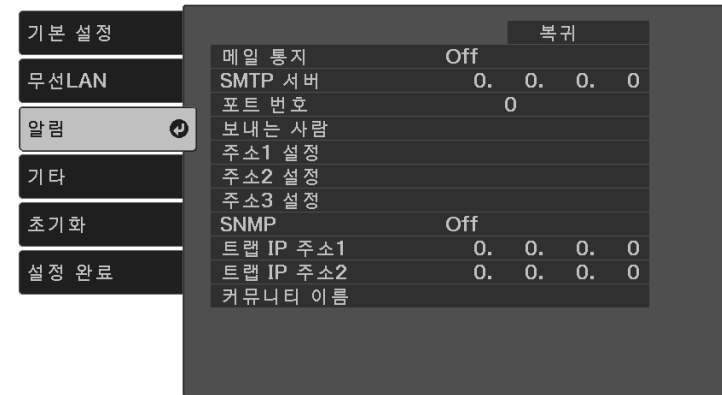 기본 설정
무선LAN
알림
기타
초기화
설정 완료
복귀
메일 통지 Off
SMTP 서버 0. 0. 0. 0
포트 번호 0
보내는 사람
주소1 설정
주소2 설정
주소3 설정
SNMP Off
트랩 IP 주소1 0. 0. 0. 0
트랩 IP 주소2 0. 0. 0. 0
커뮤니티 이름